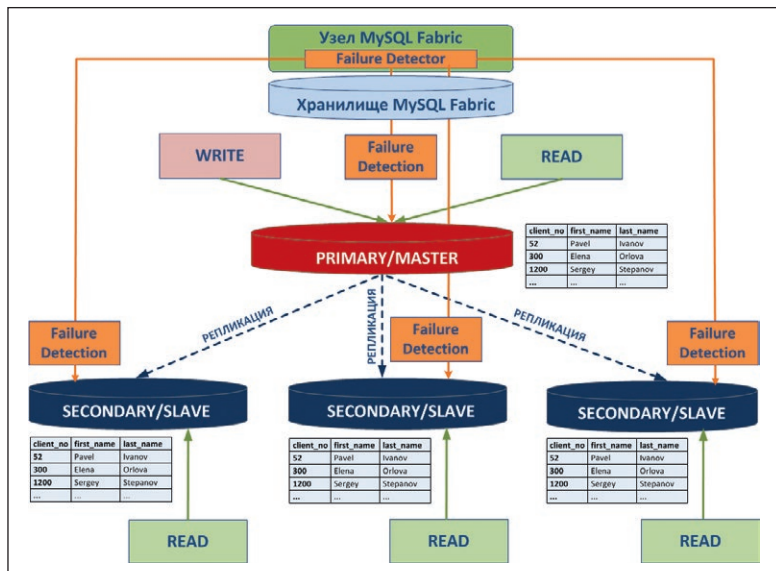 Узел MySQL Fabric
Failure Detector
Хранилище MySQL Fabric
WRITE
Failure
Detection
READ
PRIMARY/MASTER
client_no first_name last_name
52 Pavel Ivanov
300 Elena Orlova
1200 Sergey Stepanov
... ... ...
РЕПЛИКАЦИЯ
РЕПЛИКАЦИЯ
РЕПЛИКАЦИЯ
Failure
Detection
Failure
Detection
Failure
Detection
SECONDARY/SLAVE
SECONDARY/SLAVE
SECONDARY/SLAVE
client_no first_name last_name
52 Pavel Ivanov
300 Elena Orlova
1200 Sergey Stepanov
... ... ...
client_no first_name last_name
52 Pavel Ivanov
300 Elena Orlova
1200 Sergey Stepanov
... ... ...
client_no first_name last_name
52 Pavel Ivanov
300 Elena Orlova
1200 Sergey Stepanov
... ... ...
READ
READ
READ